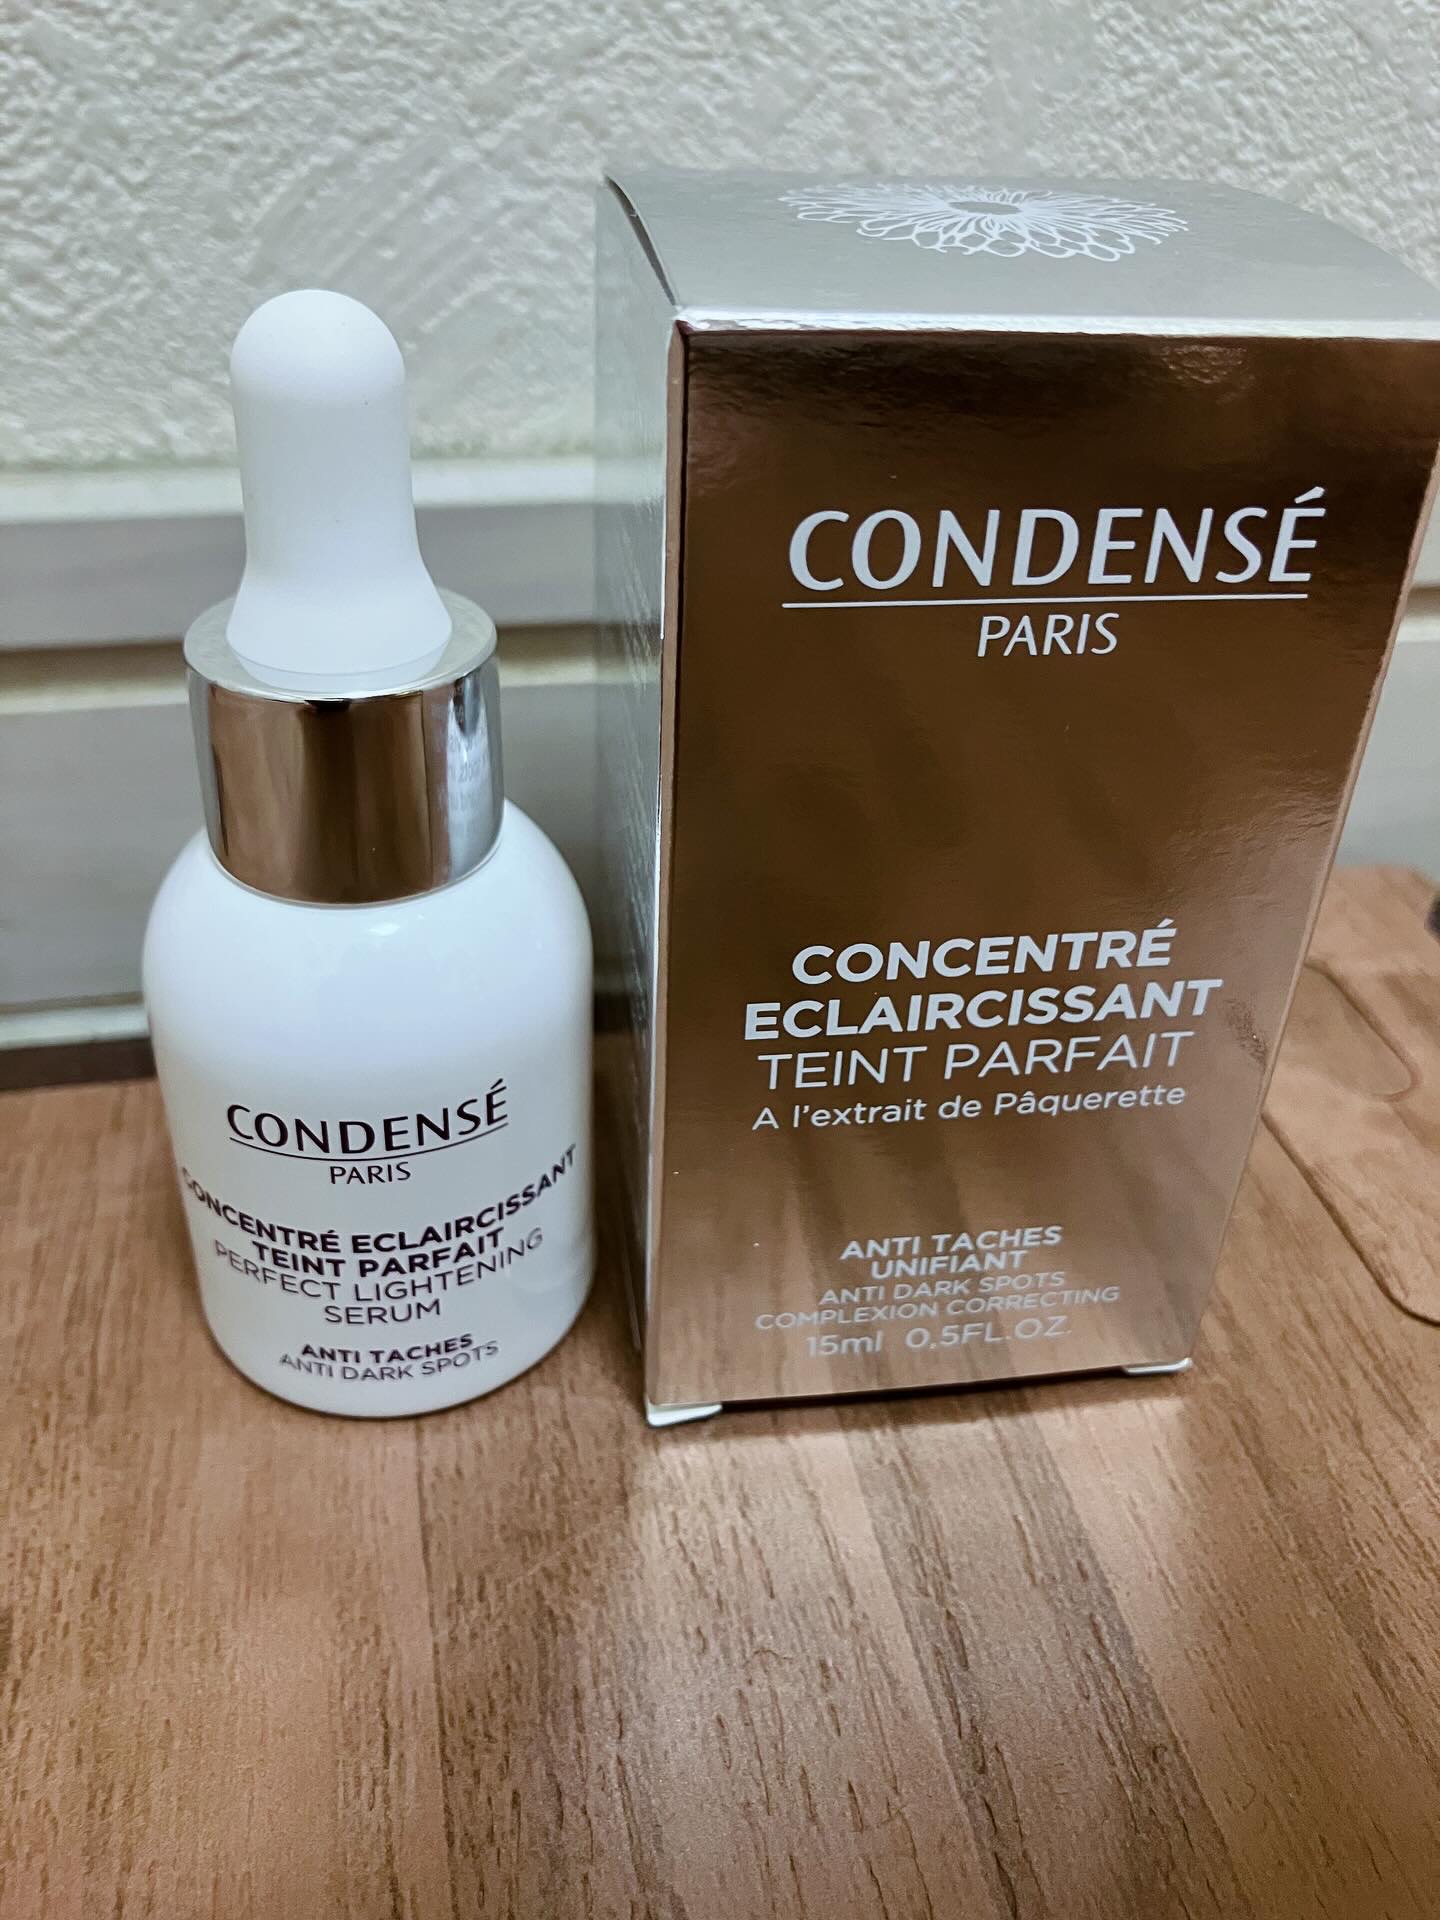 CONDENSÉ
PARIS
CONCENTRÉ ECLAIRCISSANT
TEINT PARFAIT
PERFECT LIGHTENING
SERUM
ANTI TACHES
ANTI DARK SPOTS
CONDENSÉ
PARIS
CONCENTRÉ
ECLAIRCISSANT
TEINT PARFAIT
A l'extrait de Pâquerette
ANTI TACHES
UNIFIANT
ANTI DARK SPOTS
COMPLEXION CORRECTING
15ml 0.5FL.OZ.